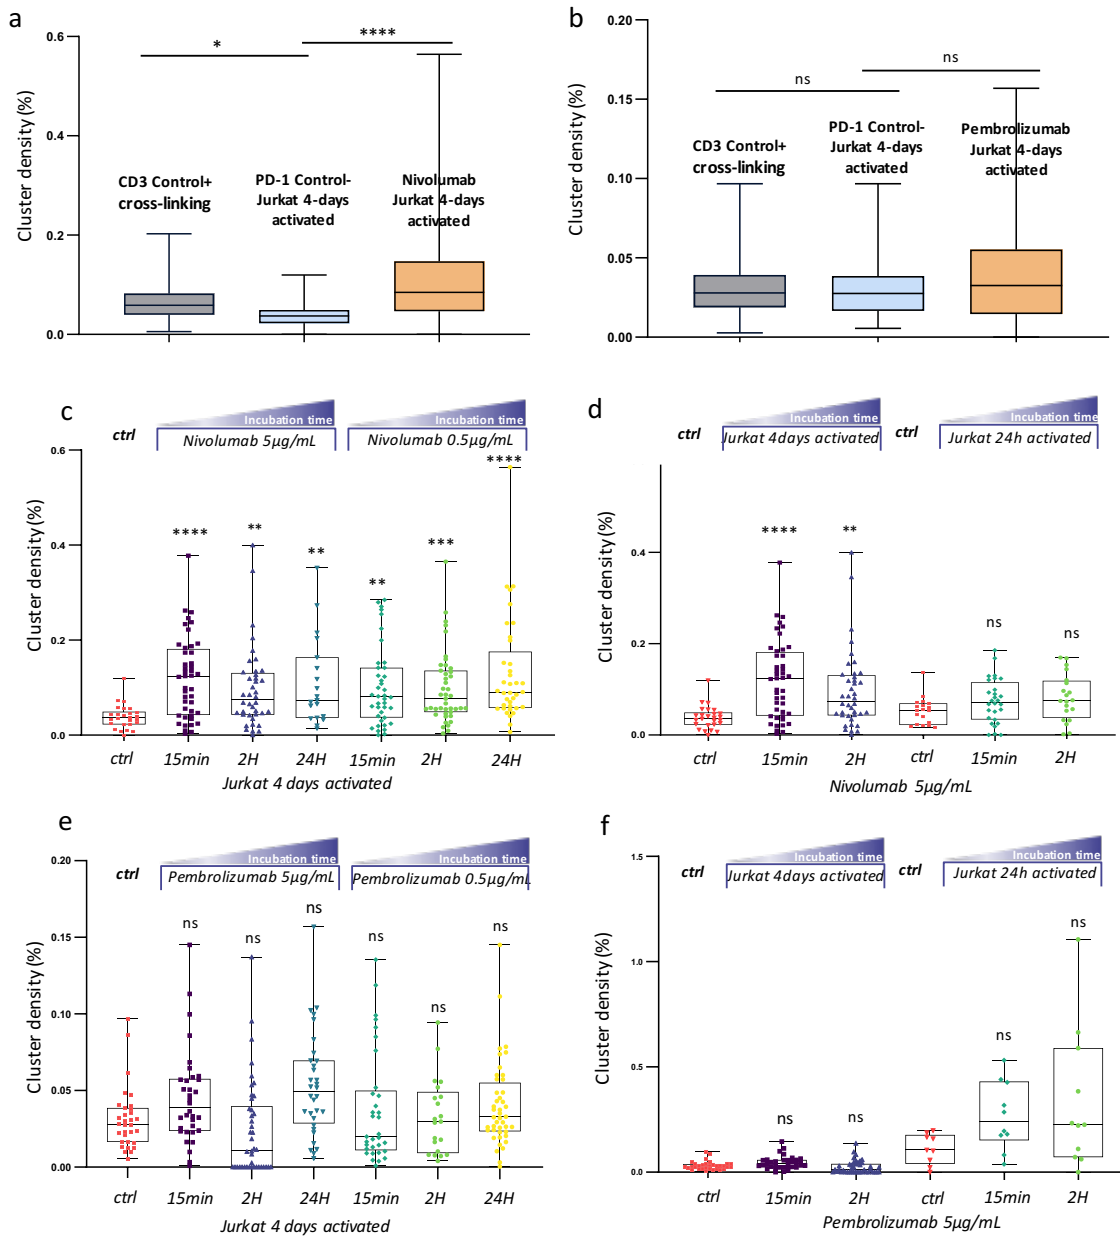 a
Cluster density (%)
0.6
0.4
0.2
0.0
*
****
CD3 Control+
cross-linking
PD-1 Control-
Jurkat 4-days
activated
Nivolumab
Jurkat 4-days
activated
b
Cluster density (%)
0.20
0.15
0.10
0.05
0.00
ns
ns
CD3 Control+
cross-linking
PD-1 Control-
Jurkat 4-days
activated
Pembrolizumab
Jurkat 4-days
activated
c
Incubation time
Incubation time
ctrl
Nivolumab 5µg/mL
Nivolumab 0.5µg/mL
Cluster density (%)
0.6
0.4
0.2
0.0
****
**
**
**
***
****
ctrl
15min
2H
24H
15min
2H
24H
Jurkat 4 days activated
d
Incubation time
Incubation time
ctrl
Jurkat 4days activated
ctrl
Jurkat 24h activated
Cluster density (%)
0.4
0.2
0.0
****
**
ns
ns
ctrl
15min
2H
ctrl
15min
2H
Nivolumab 5µg/mL
e
Incubation time
Incubation time
ctrl
Pembrolizumab 5µg/mL
Pembrolizumab 0.5µg/mL
Cluster density (%)
0.20
0.15
0.10
0.05
0.00
ns
ns
ns
ns
ns
ns
ctrl
15min
2H
24H
15min
2H
24H
Jurkat 4 days activated
f
Incubation time
Incubation time
ctrl
Jurkat 4days activated
ctrl
Jurkat 24h activated
Cluster density (%)
1.5
1.0
0.5
0.0
ns
ns
ns
ns
ctrl
15min
2H
ctrl
15min
2H
Pembrolizumab 5µg/mL